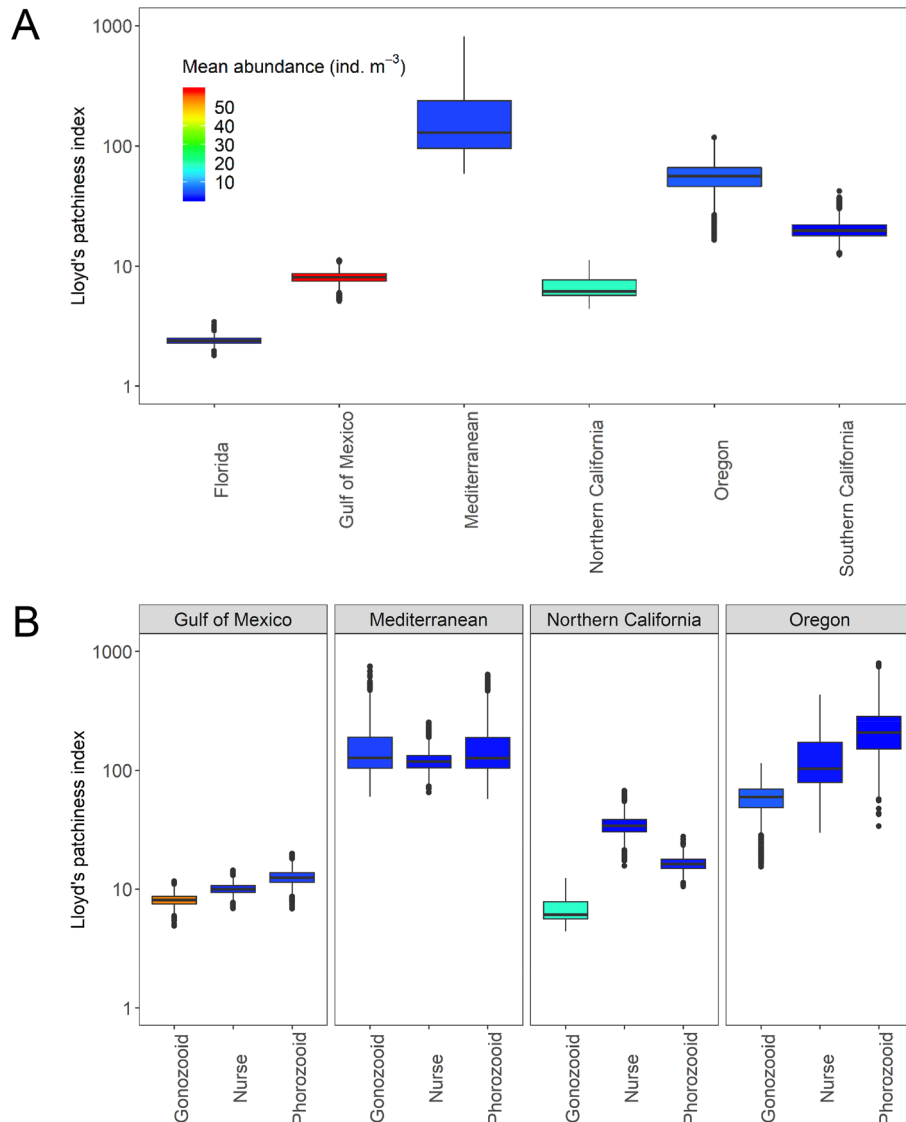 A
1000
100
10
1
Lloyd's patchiness index
Mean abundance (ind. m⁻³)
50
40
30
20
10
Florida
Gulf of Mexico
Mediterranean
Northern California
Oregon
Southern California
B
Gulf of Mexico
Mediterranean
Northern California
Oregon
1000
100
10
1
Lloyd's patchiness index
Gonozooid
Nurse
Phorozooid
Gonozooid
Nurse
Phorozooid
Gonozooid
Nurse
Phorozooid
Gonozooid
Nurse
Phorozooid